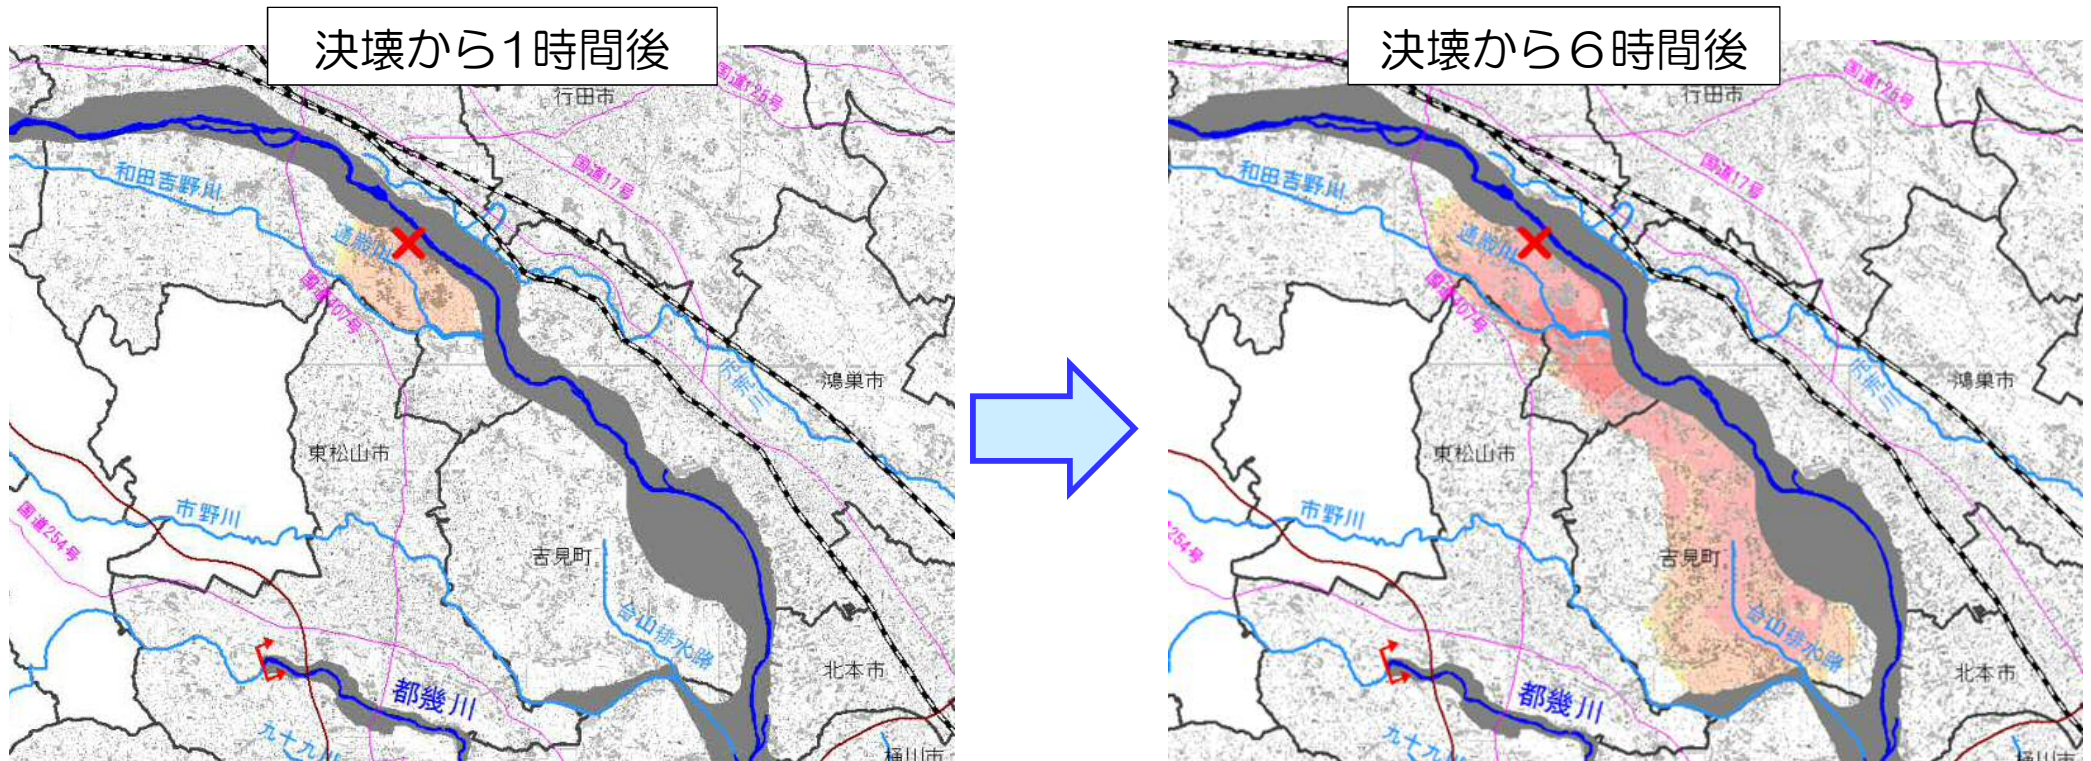 決壊から1時間後
行田市
国道125号
国道17号
和田吉野川
通殿川
国道407号
鴻巣市
東松山市
市野川
国道254号
吉見町
台山排水路
北本市
都幾川
九十九川
桶川市
決壊から６時間後
行田市
国道125号
国道17号
和田吉野川
通殿川
国道407号
鴻巣市
東松山市
市野川
254号
吉見町
台山排水路
北本市
都幾川
九十九川
桶川市